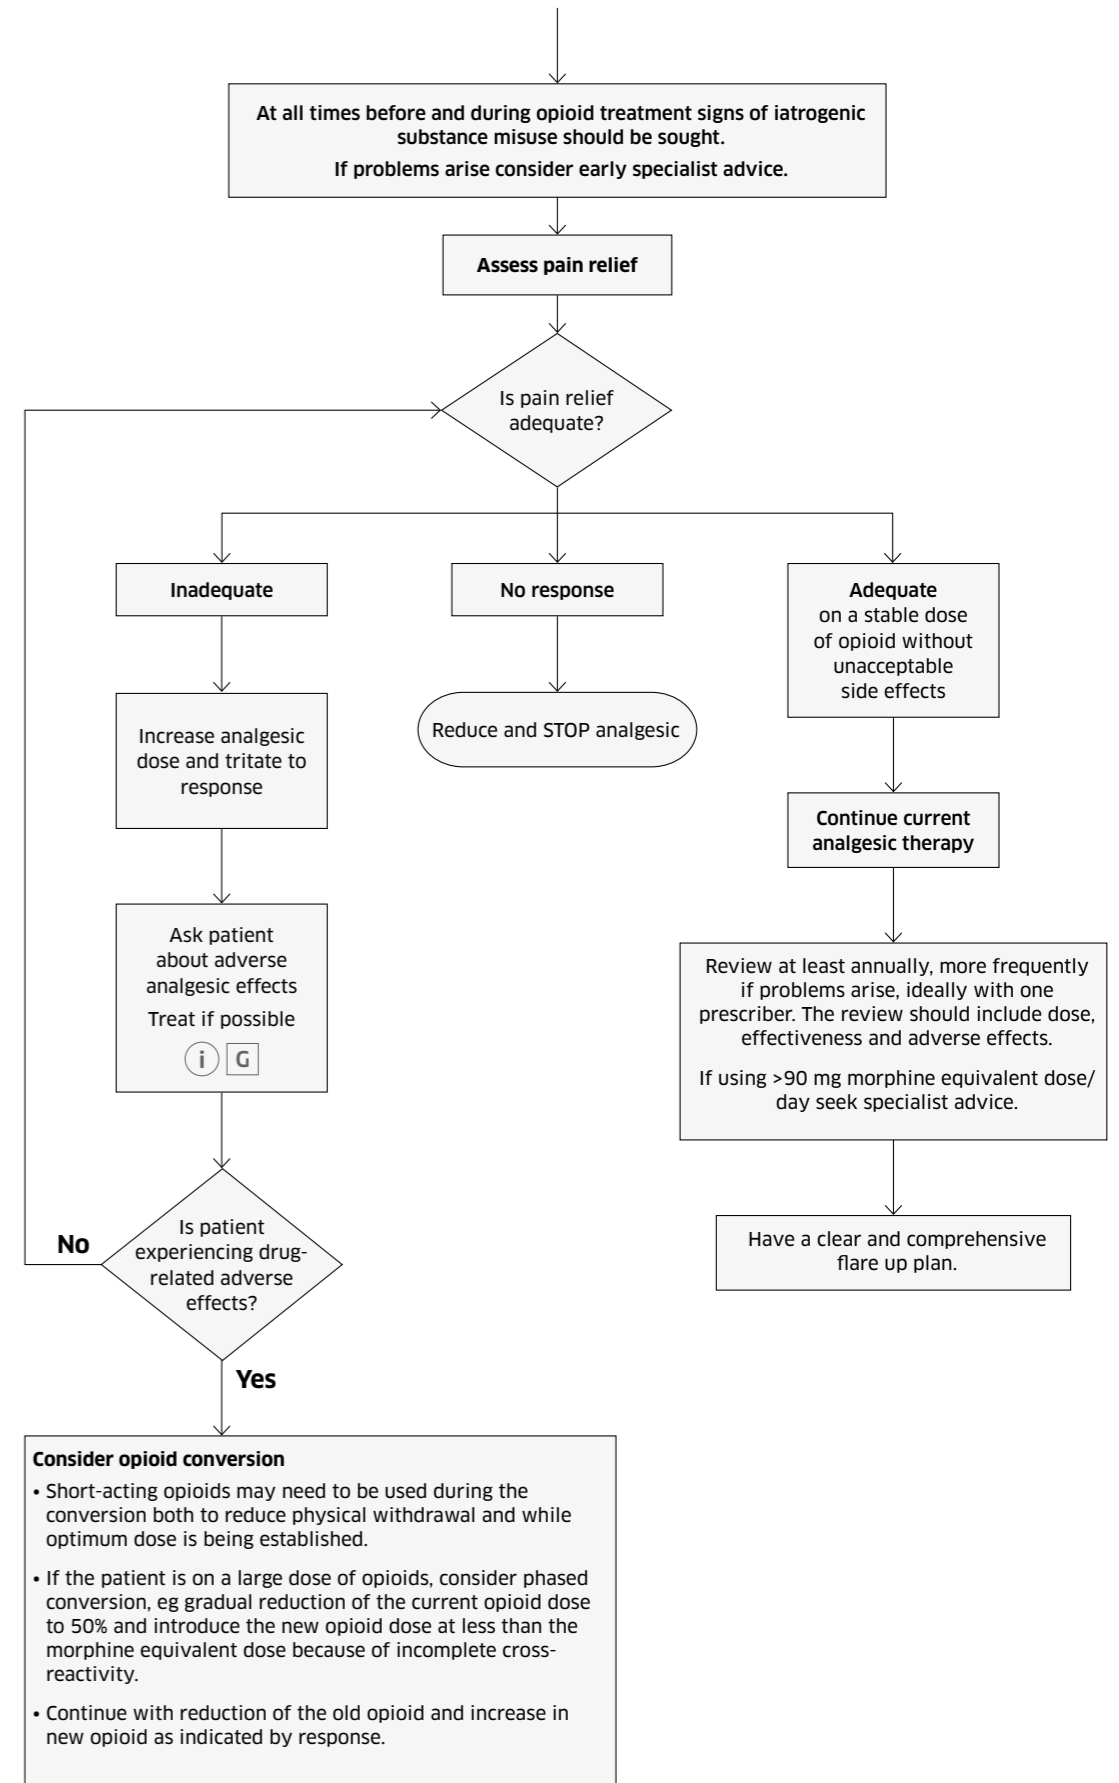 At all times before and during opioid treatment signs of iatrogenic
substance misuse should be sought.
If problems arise consider early specialist advice.
Assess pain relief
Is pain relief
adequate?
Inadequate
No response
Adequate
on a stable dose
of opioid without
unacceptable
side effects
Increase analgesic
dose and tritate to
response
Reduce and STOP analgesic
Continue current
analgesic therapy
Ask patient
about adverse
analgesic effects
Treat if possible
i G
Review at least annually, more frequently
if problems arise, ideally with one
prescriber. The review should include dose,
effectiveness and adverse effects.
If using >90 mg morphine equivalent dose/
day seek specialist advice.
Is patient
experiencing drug-
related adverse
effects?
No
Yes
Have a clear and comprehensive
flare up plan.
Consider opioid conversion
• Short-acting opioids may need to be used during the
conversion both to reduce physical withdrawal and while
optimum dose is being established.
• If the patient is on a large dose of opioids, consider phased
conversion, eg gradual reduction of the current opioid dose
to 50% and introduce the new opioid dose at less than the
morphine equivalent dose because of incomplete cross-
reactivity.
• Continue with reduction of the old opioid and increase in
new opioid as indicated by response.